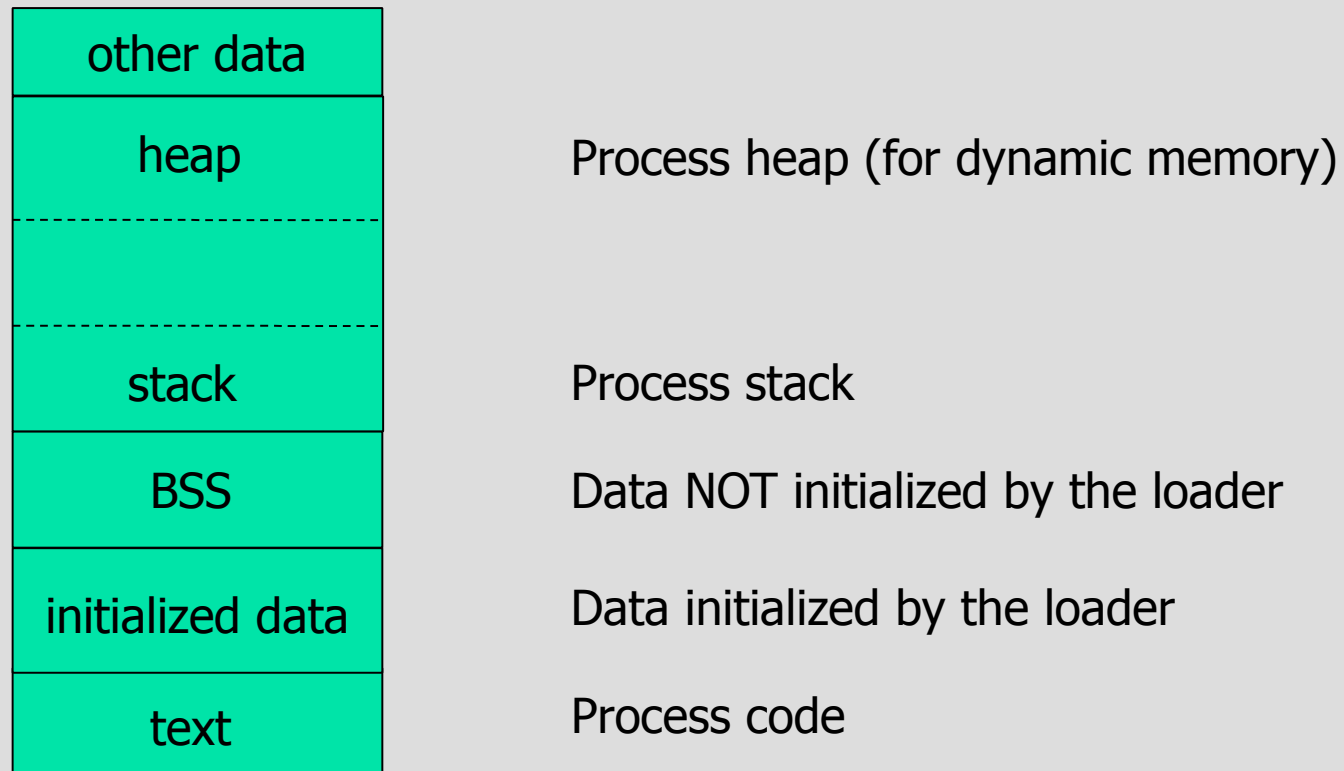 other data
heap
Process heap (for dynamic memory)
stack
Process stack
BSS
Data NOT initialized by the loader
initialized data
Data initialized by the loader
text
Process code